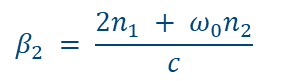 β₂ = (2n₁ + ω₀n₂) / c